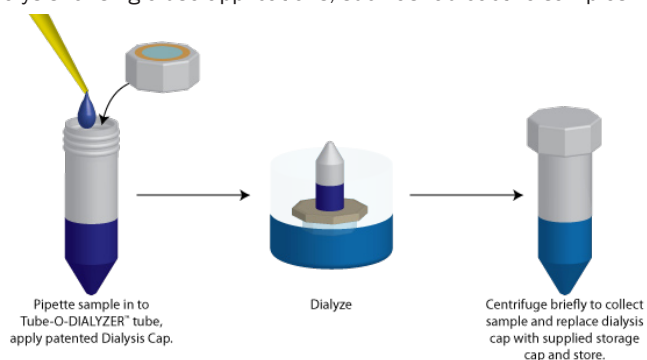 Pipette sample in to
Tube-O-DIALYZER™ tube,
apply patented Dialysis Cap.
Dialyze
Centrifuge briefly to collect
sample and replace dialysis
cap with supplied storage
cap and store.